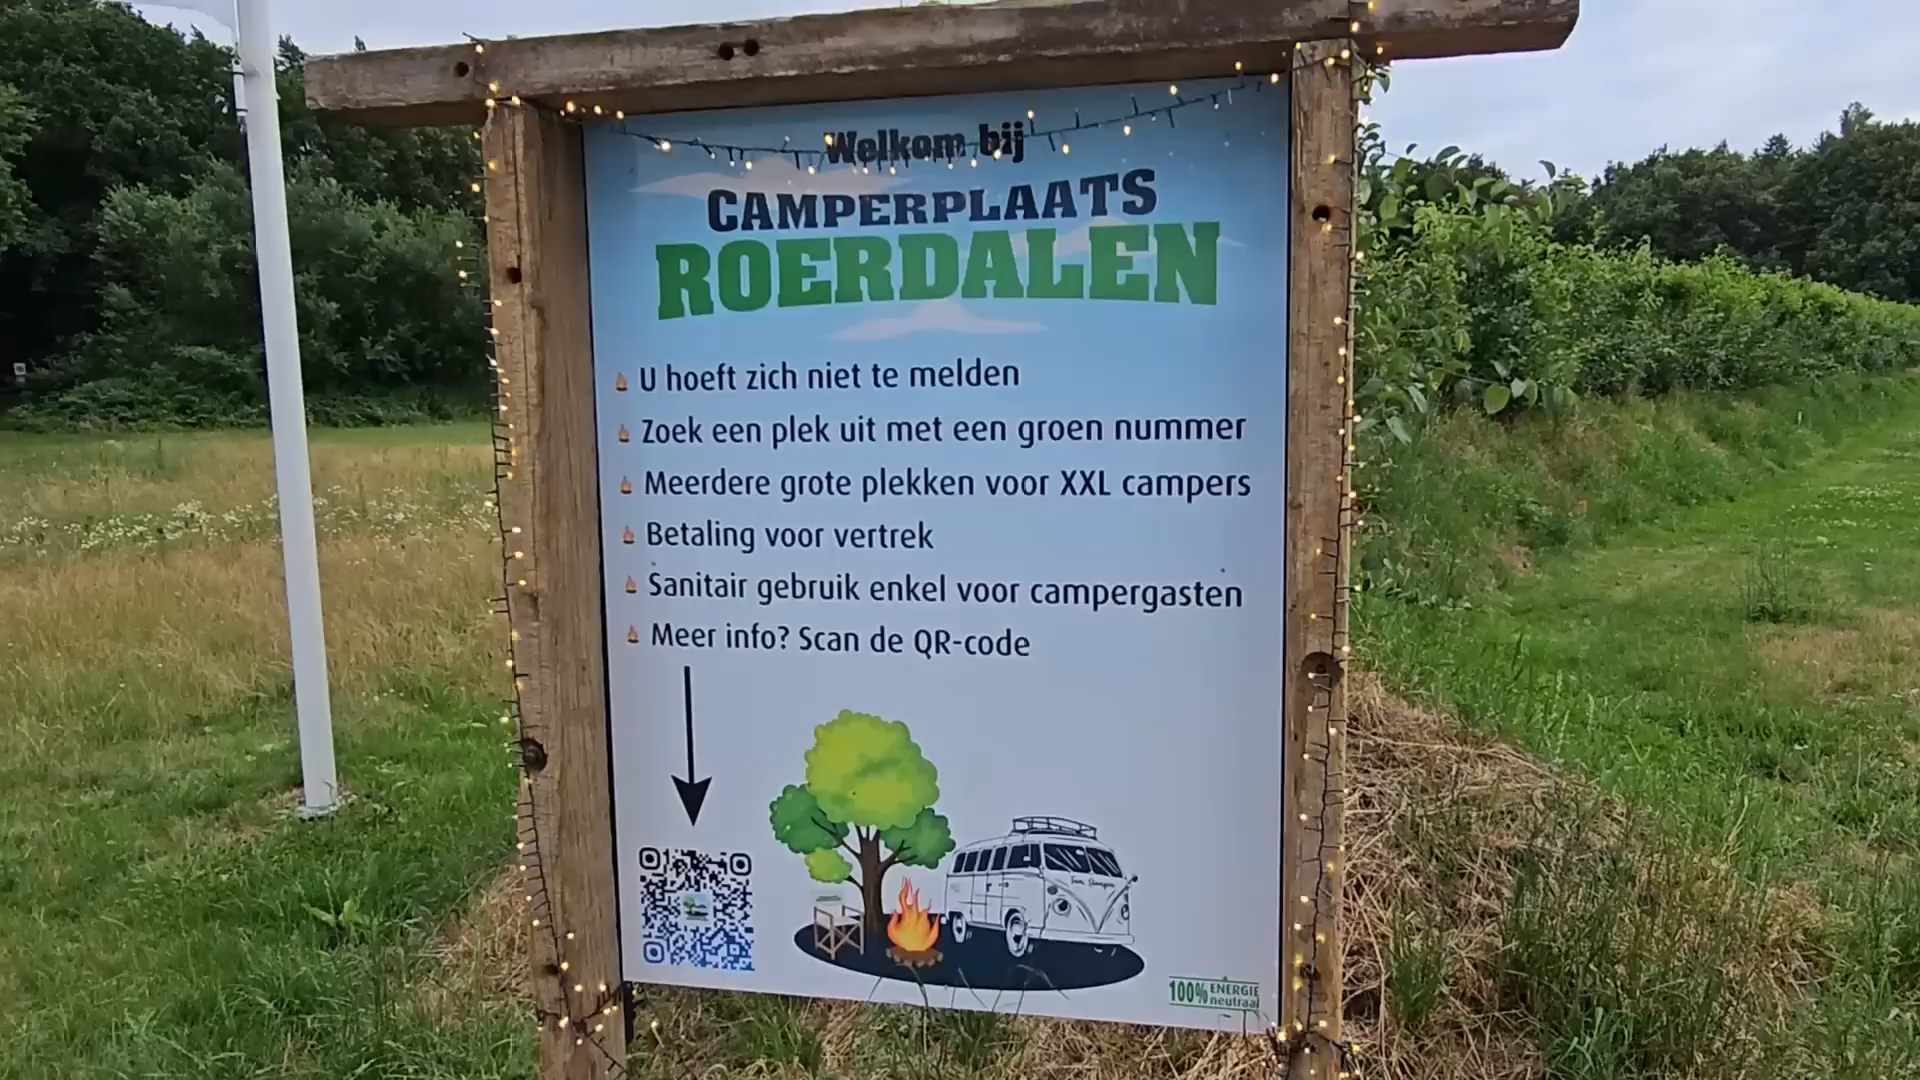 Welkom bij
CAMPERPLAATS
ROERDALEN
U hoeft zich niet te melden
Zoek een plek uit met een groen nummer
Meerdere grote plekken voor XXL campers
Betaling voor vertrek
Sanitair gebruik enkel voor campergasten
Meer info? Scan de QR-code
100% ENERGIE
neutraal